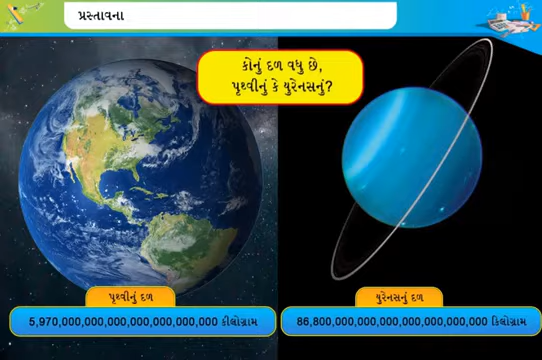 પ્રસ્તાવના
કોનું દળ વધુ છે,
પૃથ્વીનું કે યુરેનસનું?
પૃથ્વીનું દળ
5,970,000,000,000,000,000,000,000 કીલોગ્રામ
યુરેનસનું દળ
86,800,000,000,000,000,000,000,000 કિલોગ્રામ